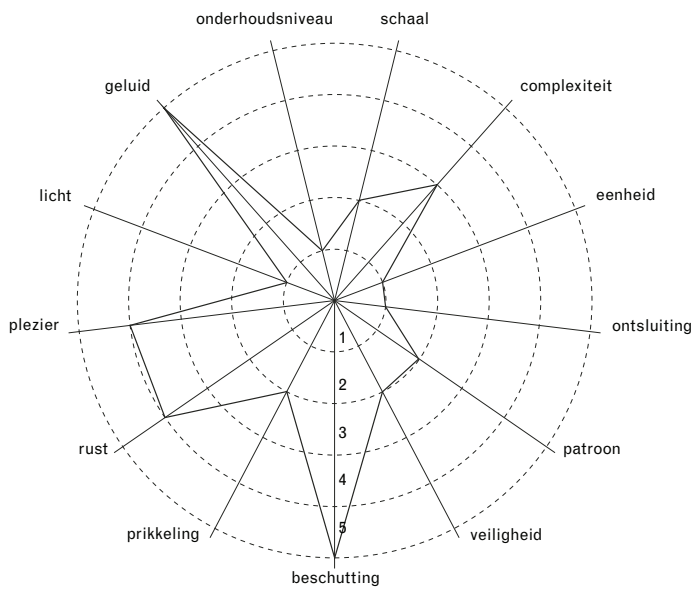 onderhoudsniveau
schaal
complexiteit
eenheid
ontsluiting
patroon
veiligheid
beschutting
prikkeling
rust
plezier
licht
geluid
1
2
3
4
5